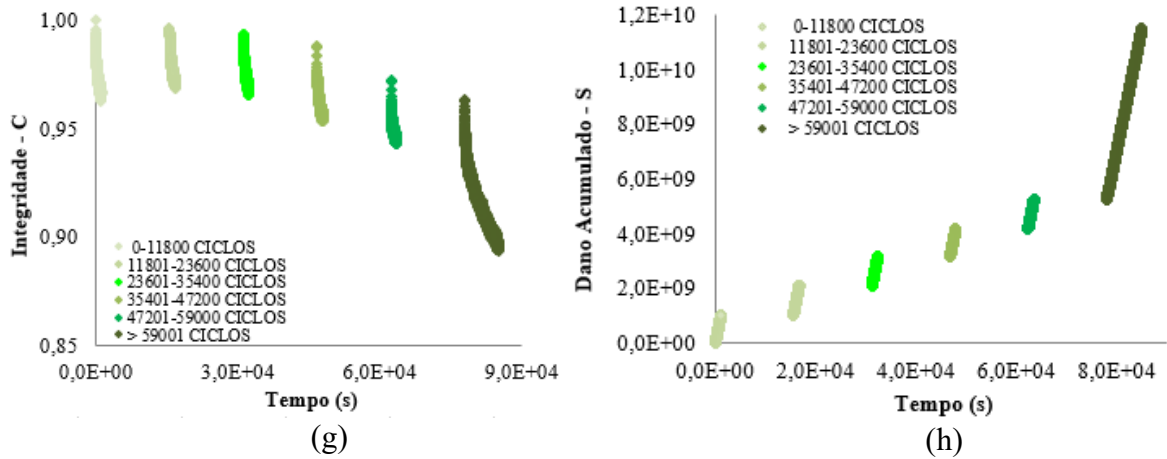 1,00
0,95
0,90
0,85
Integridade - C
0-11800 CICLOS
11801-23600 CICLOS
23601-35400 CICLOS
35401-47200 CICLOS
47201-59000 CICLOS
> 59001 CICLOS
0,0E+00 3,0E+04 6,0E+04 9,0E+04
Tempo (s)
(g)
1,2E+10
1,0E+10
8,0E+09
6,0E+09
4,0E+09
2,0E+09
0,0E+00
Dano Acumulado - S
0-11800 CICLOS
11801-23600 CICLOS
23601-35400 CICLOS
35401-47200 CICLOS
47201-59000 CICLOS
> 59001 CICLOS
0,0E+00 2,0E+04 4,0E+04 6,0E+04 8,0E+04
Tempo (s)
(h)